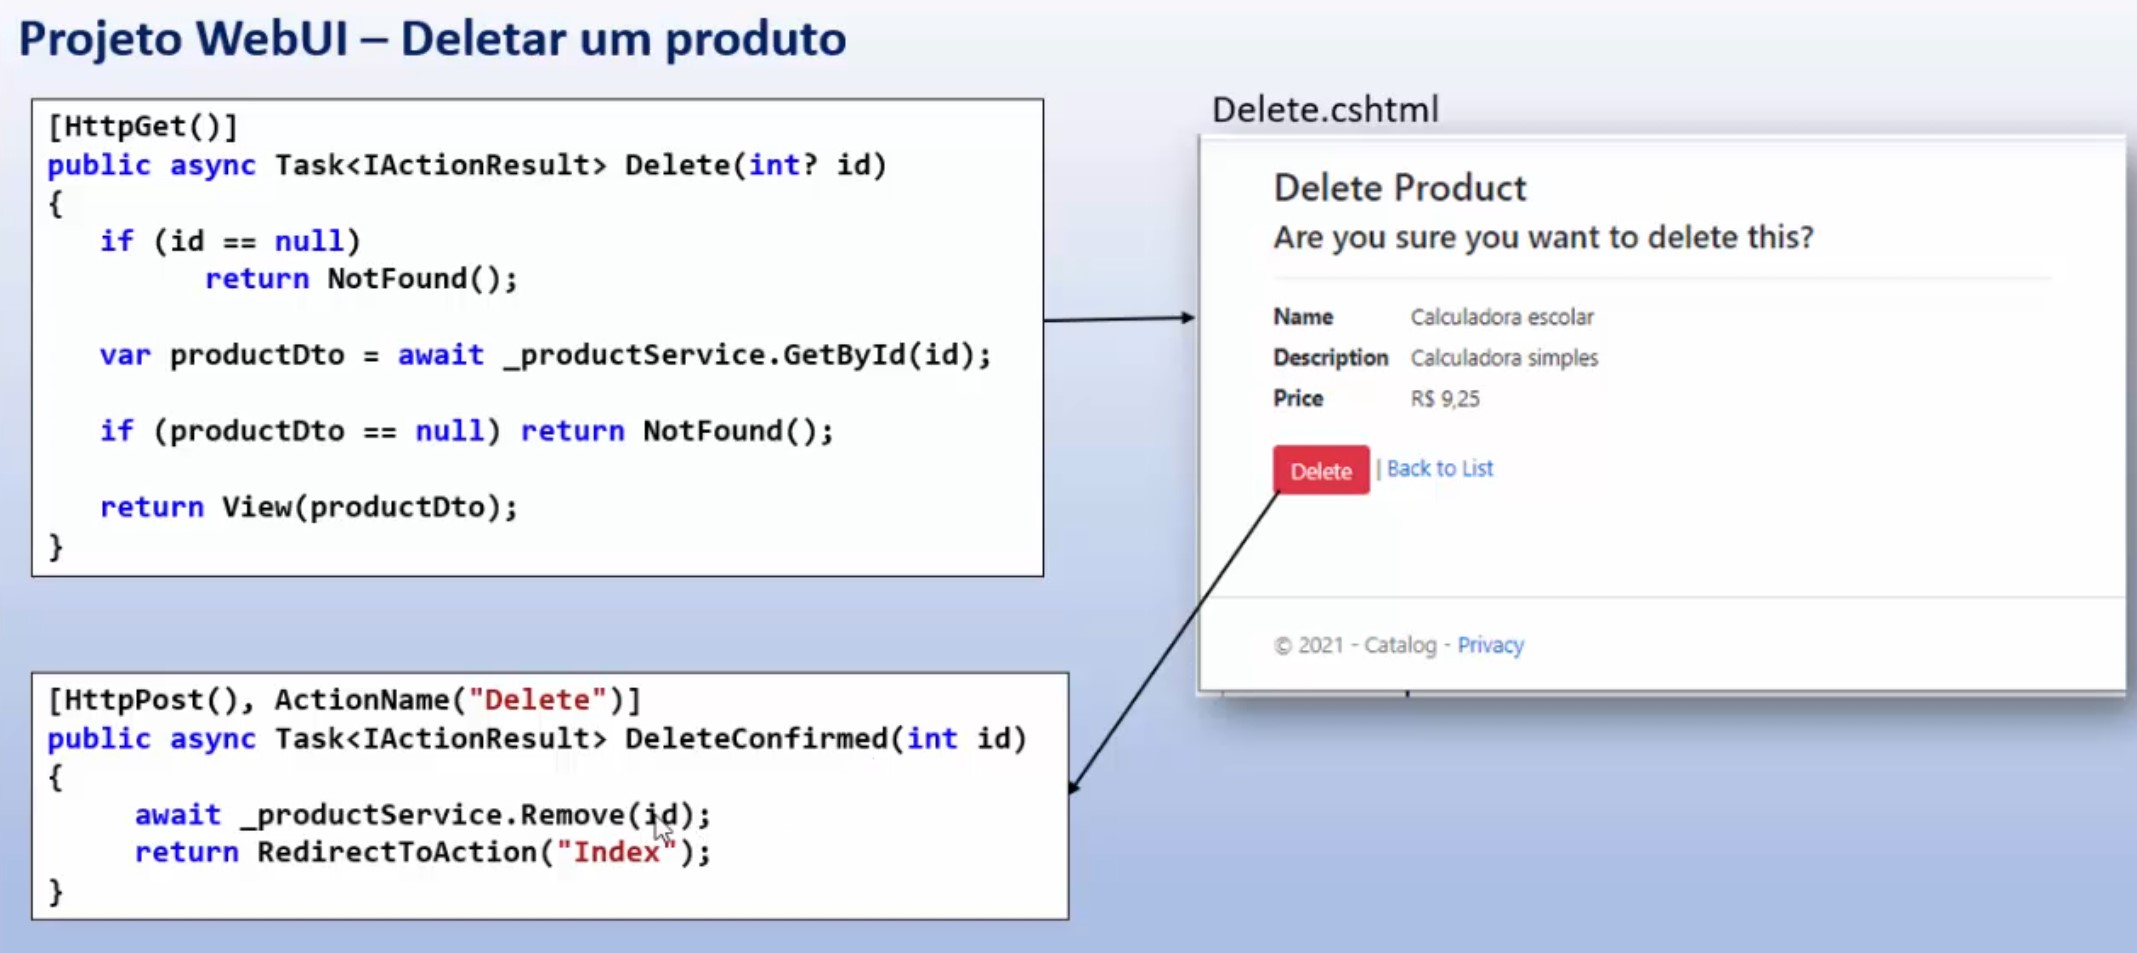 Projeto WebUI – Deletar um produto
[HttpGet()]
public async Task<IActionResult> Delete(int? id)
{
if (id == null)
return NotFound();
var productDto = await _productService.GetById(id);
if (productDto == null) return NotFound();
return View(productDto);
}
Delete.cshtml
Delete Product
Are you sure you want to delete this?
Name Calculadora escolar
Description Calculadora simples
Price R$ 9,25
Delete | Back to List
© 2021 - Catalog - Privacy
[HttpPost(), ActionName("Delete")]
public async Task<IActionResult> DeleteConfirmed(int id)
{
await _productService.Remove(id);
return RedirectToAction("Index");
}